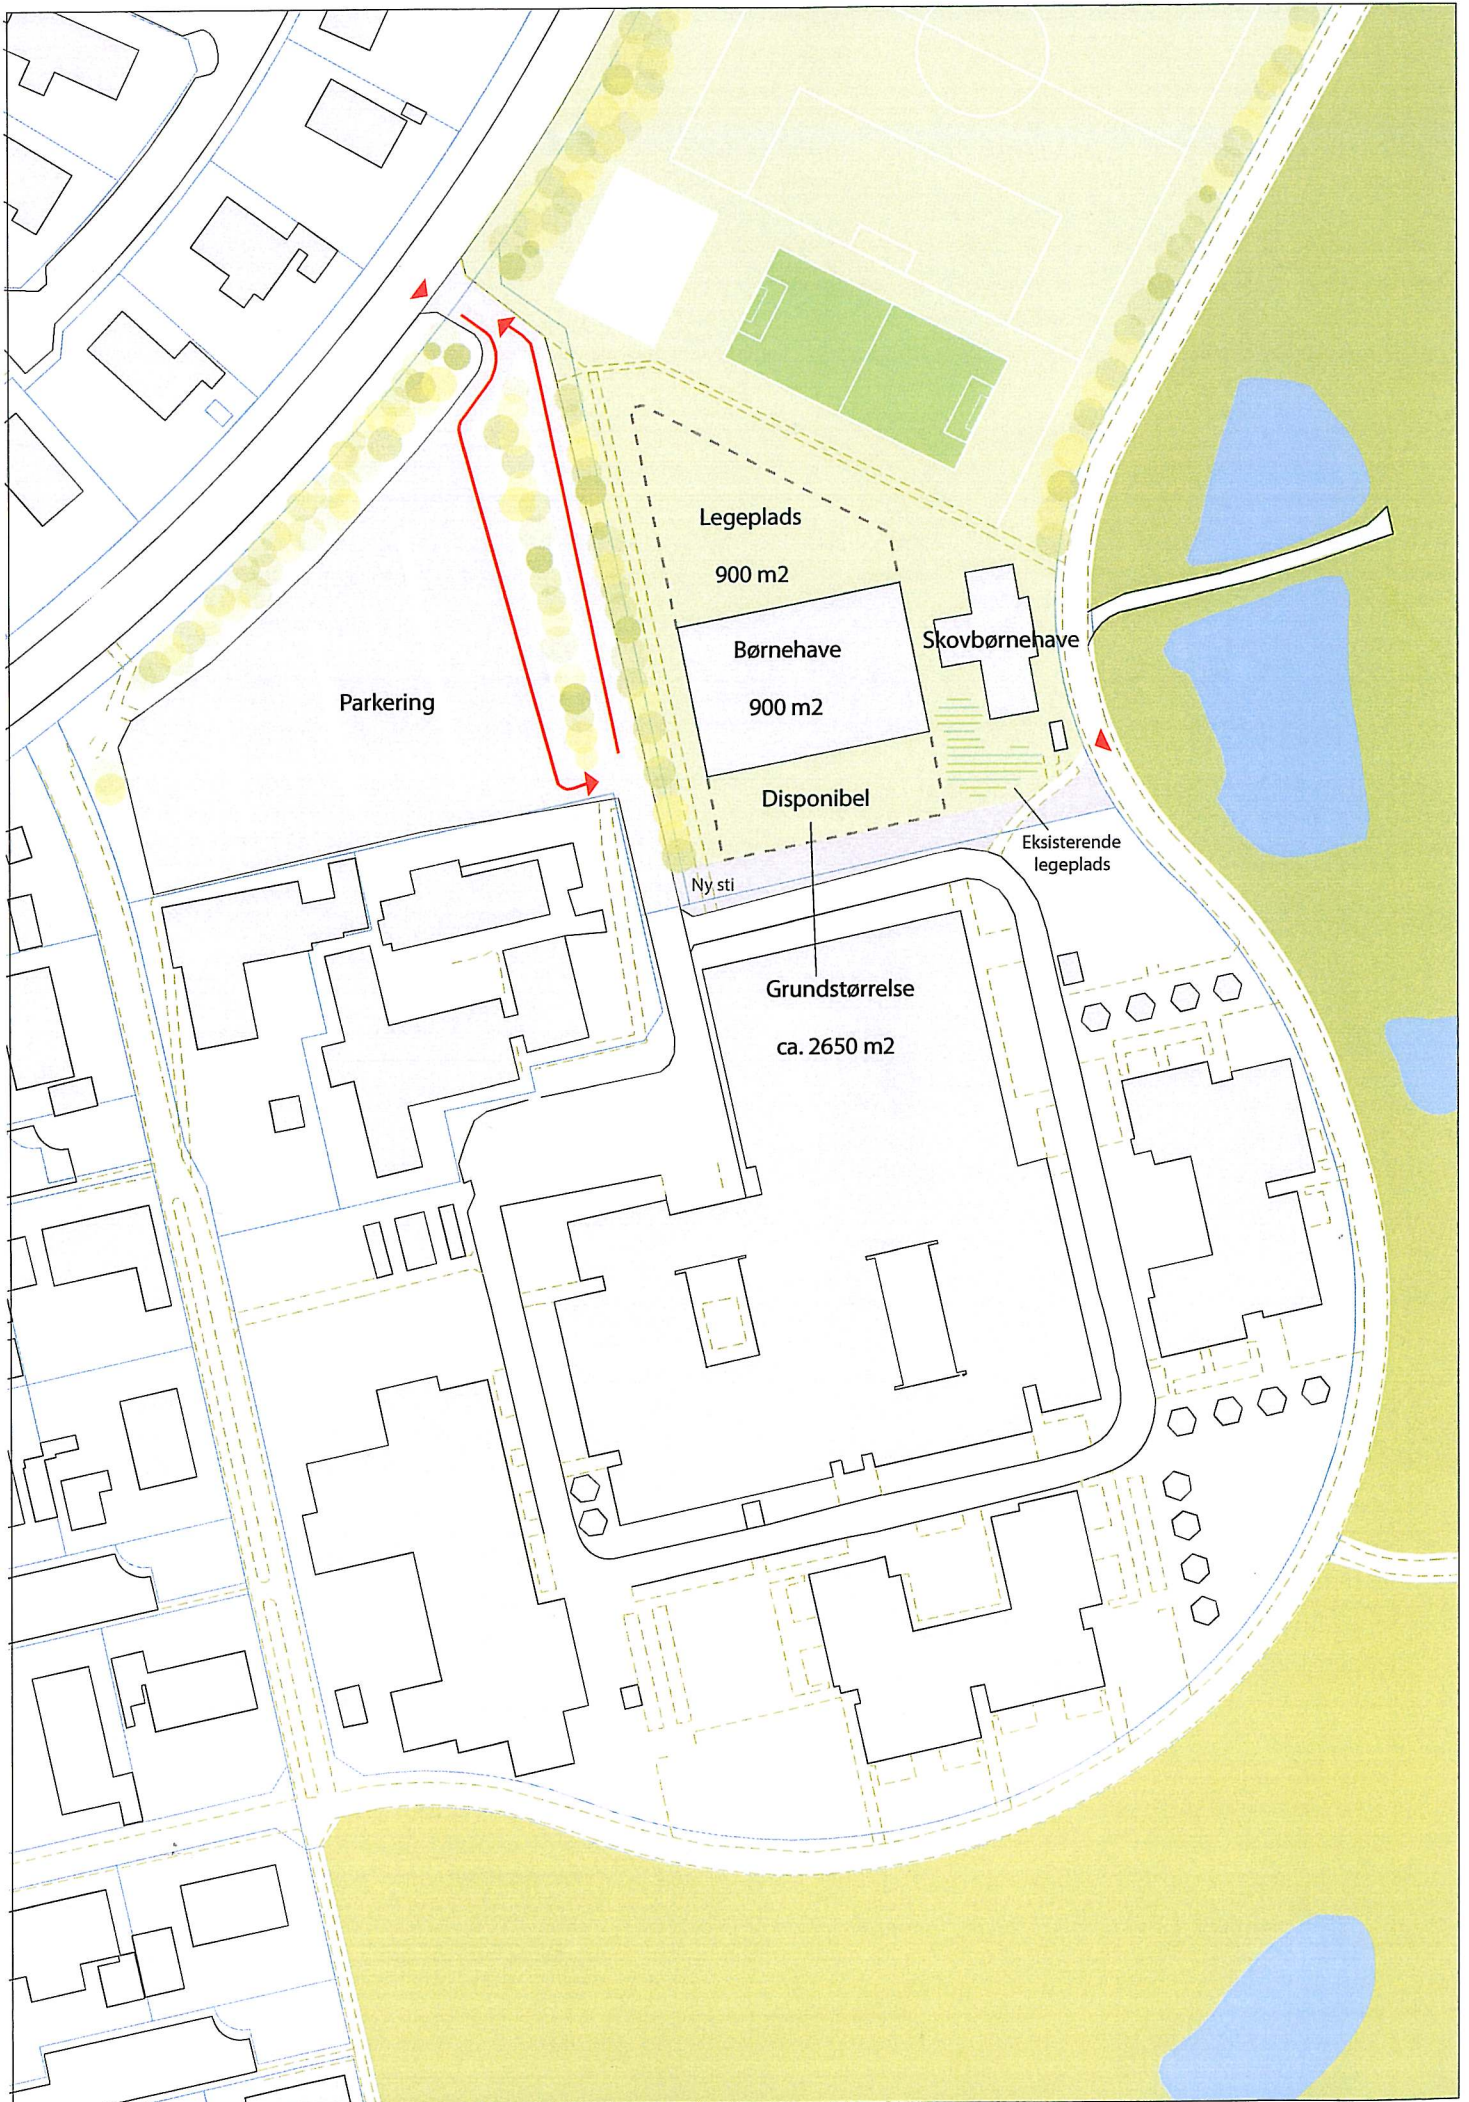 Legeplads
900 m2
Børnehave
900 m2
Skovbørnehave
Parkering
Disponibel
Eksisterende
legeplads
Ny sti
Grundstørrelse
ca. 2650 m2